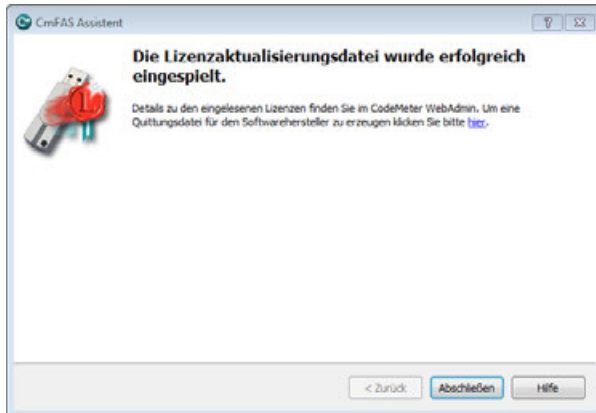 CmFAS Assistent
Die Lizenzaktualisierungsdatei wurde erfolgreich
eingespielt.
Details zu den eingelesenen Lizenzen finden Sie im CodeMeter WebAdmin. Um eine
Quittungsdatei für den Softwarehersteller zu erzeugen klicken Sie bitte hier.
< Zurück Abschließen Hilfe